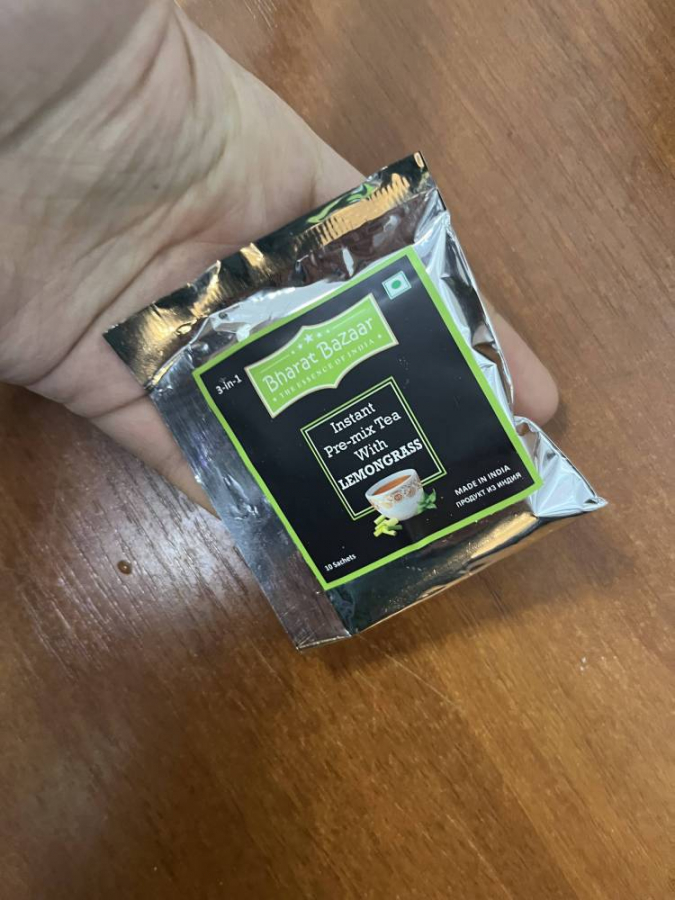 3-in-1
Bharat Bazaar
THE ESSENCE OF INDIA
Instant
Pre-mix Tea
With
LEMONGRASS
MADE IN INDIA
ПРОДУКТ ИЗ ИНДИИ
10 Sachets